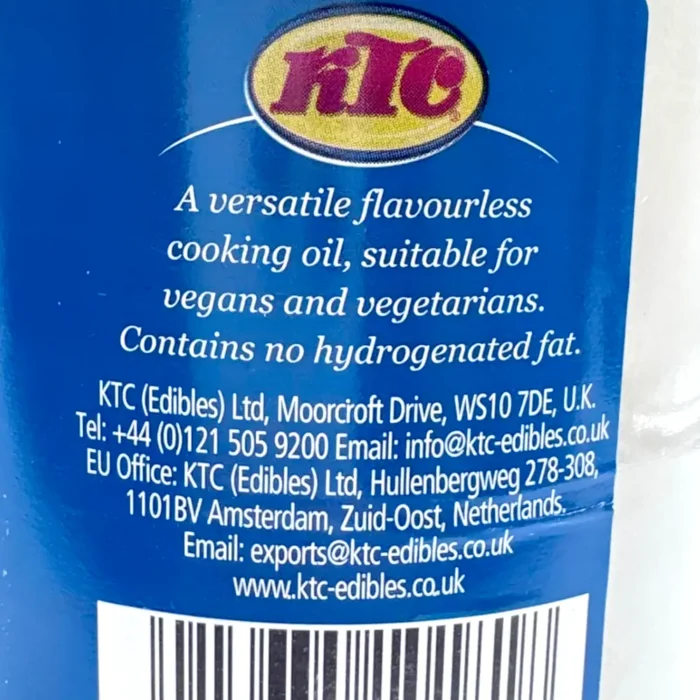 KTC
A versatile flavourless
cooking oil, suitable for
vegans and vegetarians.
Contains no hydrogenated fat.
KTC (Edibles) Ltd, Moorcroft Drive, WS10 7DE, U.K.
Tel: +44 (0)121 505 9200 Email: info@ktc-edibles.co.uk
EU Office: KTC (Edibles) Ltd, Hullenbergweg 278-308,
1101BV Amsterdam, Zuid-Oost, Netherlands.
Email: exports@ktc-edibles.co.uk
www.ktc-edibles.co.uk